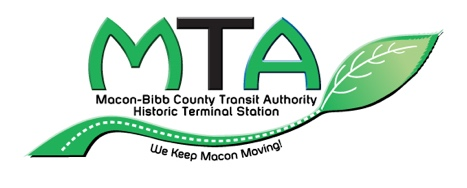 MTA
Macon-Bibb County Transit Authority
Historic Terminal Station
We Keep Macon Moving!